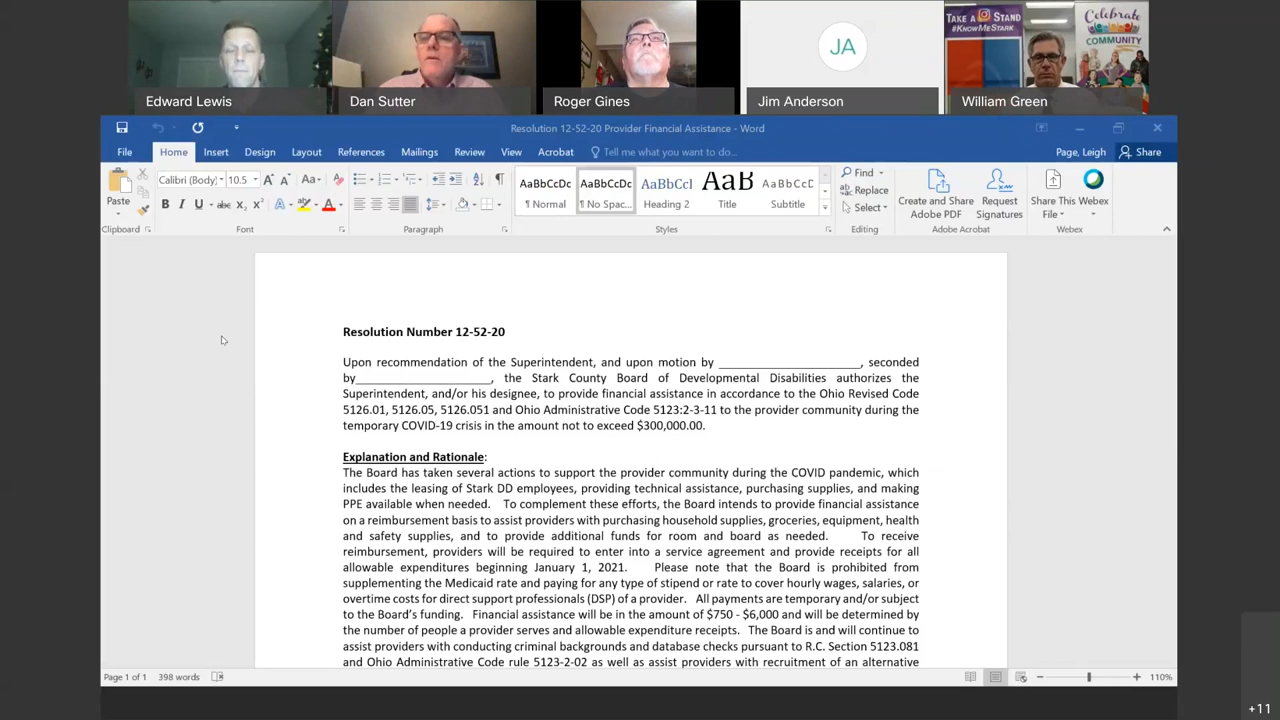 TAKE A STAND
#KNOWMESTARK
Celebrate
COMMUNITY
JA
Edward Lewis
Dan Sutter
Roger Gines
Jim Anderson
William Green
Resolution 12-52-20 Provider Financial Assistance - Word
File Home Insert Design Layout References Mailings Review View Acrobat Tell me what you want to do... Page, Leigh Share
Paste
Calibri (Body) 10.5
Aa
B I U abc X₂ X²
A A
AaBbCcDc AaBbCcDc AaBbCcI AaB AaBbCcD
¶ Normal ¶ No Spac... Heading 2 Title Subtitle
Find
Replace
Select
Create and Share
Adobe PDF
Request
Signatures
Share This
File
Webex
Clipboard Font Paragraph Styles Editing Adobe Acrobat Webex
Resolution Number 12-52-20
Upon recommendation of the Superintendent, and upon motion by ______________________, seconded
by_____________________, the Stark County Board of Developmental Disabilities authorizes the
Superintendent, and/or his designee, to provide financial assistance in accordance to the Ohio Revised Code
5126.01, 5126.05, 5126.051 and Ohio Administrative Code 5123:2-3-11 to the provider community during the
temporary COVID-19 crisis in the amount not to exceed $300,000.00.
Explanation and Rationale:
The Board has taken several actions to support the provider community during the COVID pandemic, which
includes the leasing of Stark DD employees, providing technical assistance, purchasing supplies, and making
PPE available when needed. To complement these efforts, the Board intends to provide financial assistance
on a reimbursement basis to assist providers with purchasing household supplies, groceries, equipment, health
and safety supplies, and to provide additional funds for room and board as needed. To receive
reimbursement, providers will be required to enter into a service agreement and provide receipts for all
allowable expenditures beginning January 1, 2021. Please note that the Board is prohibited from
supplementing the Medicaid rate and paying for any type of stipend or rate to cover hourly wages, salaries, or
overtime costs for direct support professionals (DSP) of a provider. All payments are temporary and/or subject
to the Board's funding. Financial assistance will be in the amount of $750 - $6,000 and will be determined by
the number of people a provider serves and allowable expenditure receipts. The Board is and will continue to
assist providers with conducting criminal backgrounds and database checks pursuant to R.C. Section 5123.081
and Ohio Administrative Code rule 5123-2-02 as well as assist providers with recruitment of an alternative
Page 1 of 1 398 words 110%
+11